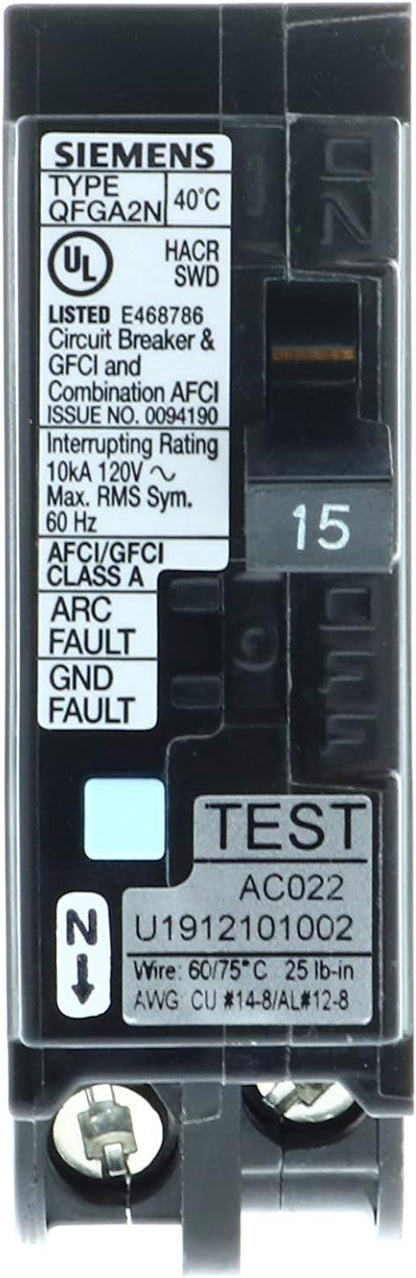 SIEMENS
TYPE
QFGA2N
40°C
UL
HACR
SWD
LISTED E468786
Circuit Breaker &
GFCI and
Combination AFCI
ISSUE NO. 0094190
Interrupting Rating
10kA 120V ~
Max. RMS Sym.
60 Hz
AFCI/GFCI
CLASS A
ARC
FAULT
GND
FAULT
ON
15
OFF
TEST
AC022
U1912101002
Wire: 60/75°C 25 lb-in
AWG CU #14-8/AL#12-8
N